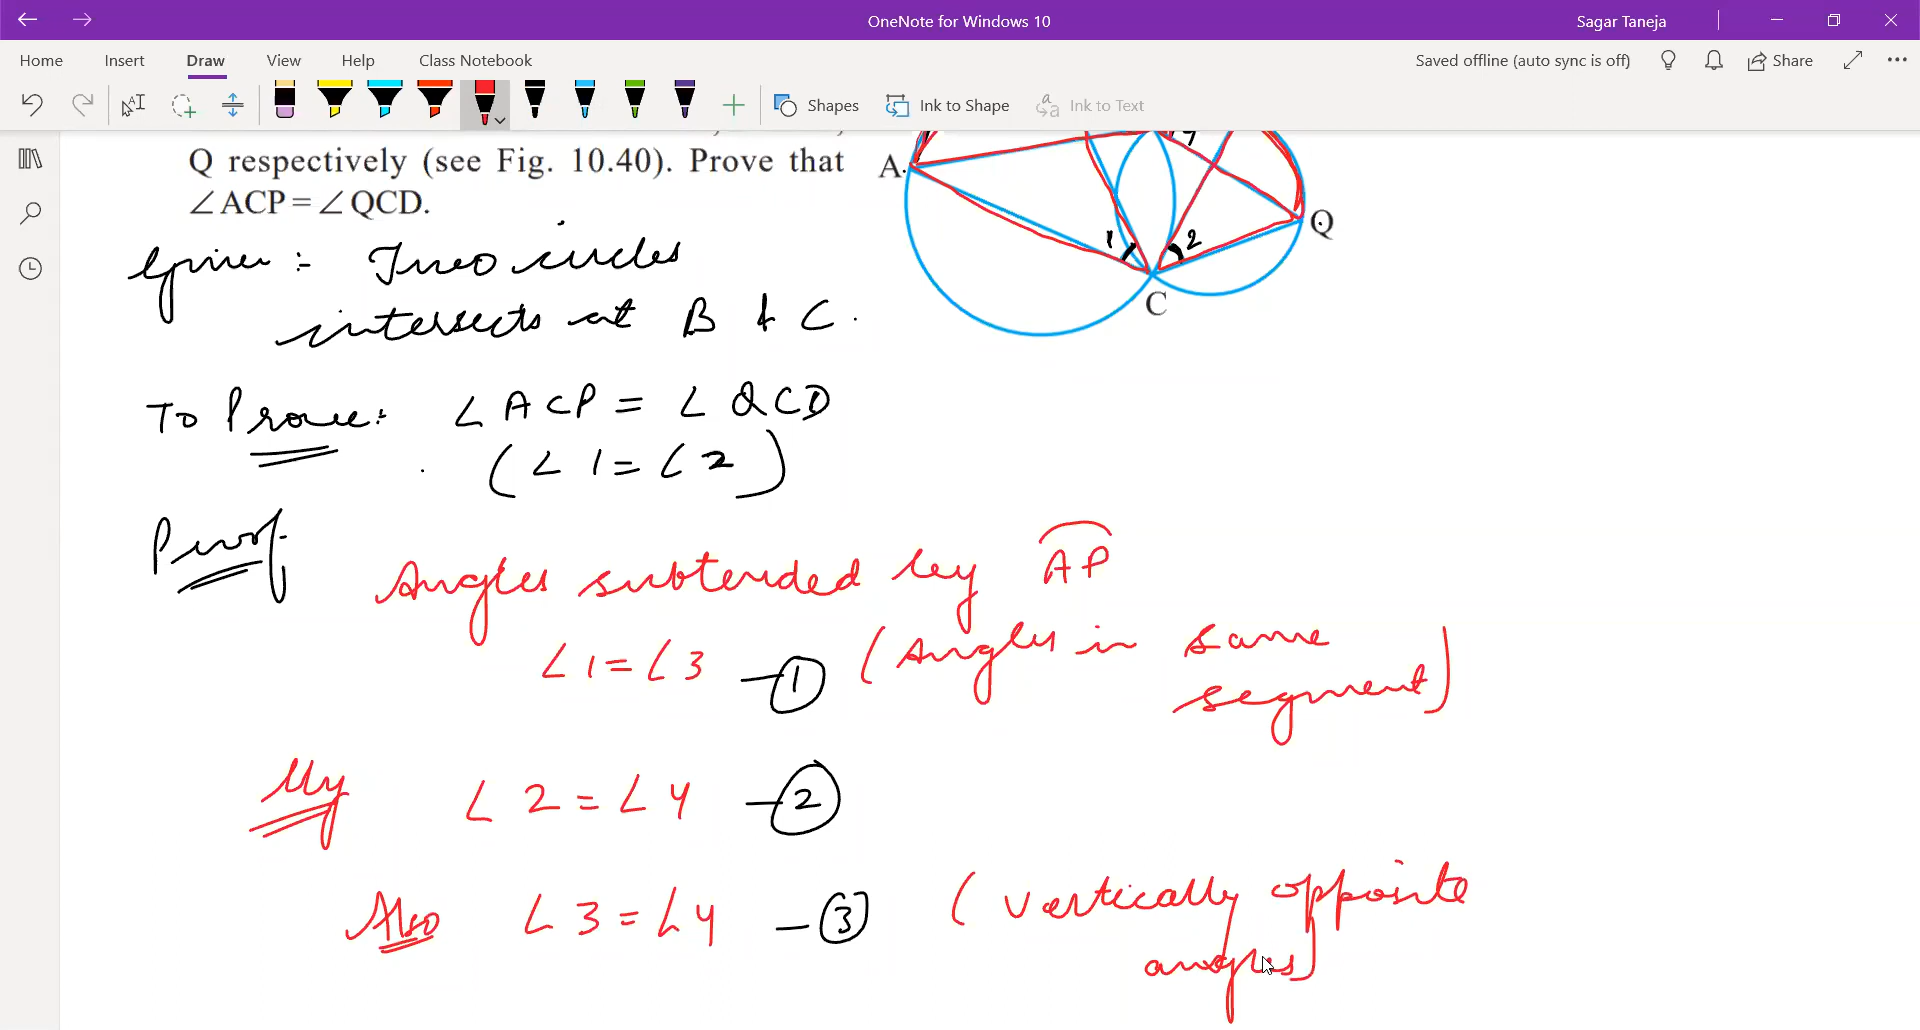 OneNote for Windows 10
Sagar Taneja
Home Insert Draw View Help Class Notebook
Saved offline (auto sync is off) Share
Shapes Ink to Shape Ink to Text
Q respectively (see Fig. 10.40). Prove that
∠ACP = ∠QCD.
A
4
Q
1 2
C
Given :- Two circles
intersects at B & C.
To Prove: ∠ACP = ∠QCD
(∠1 = ∠2)
Proof
Angles subtended by AP
∠1 = ∠3 —① (Angles in same
segment)
lly ∠2 = ∠4 —②
Also ∠3 = ∠4 —③ (vertically opposite
angles)